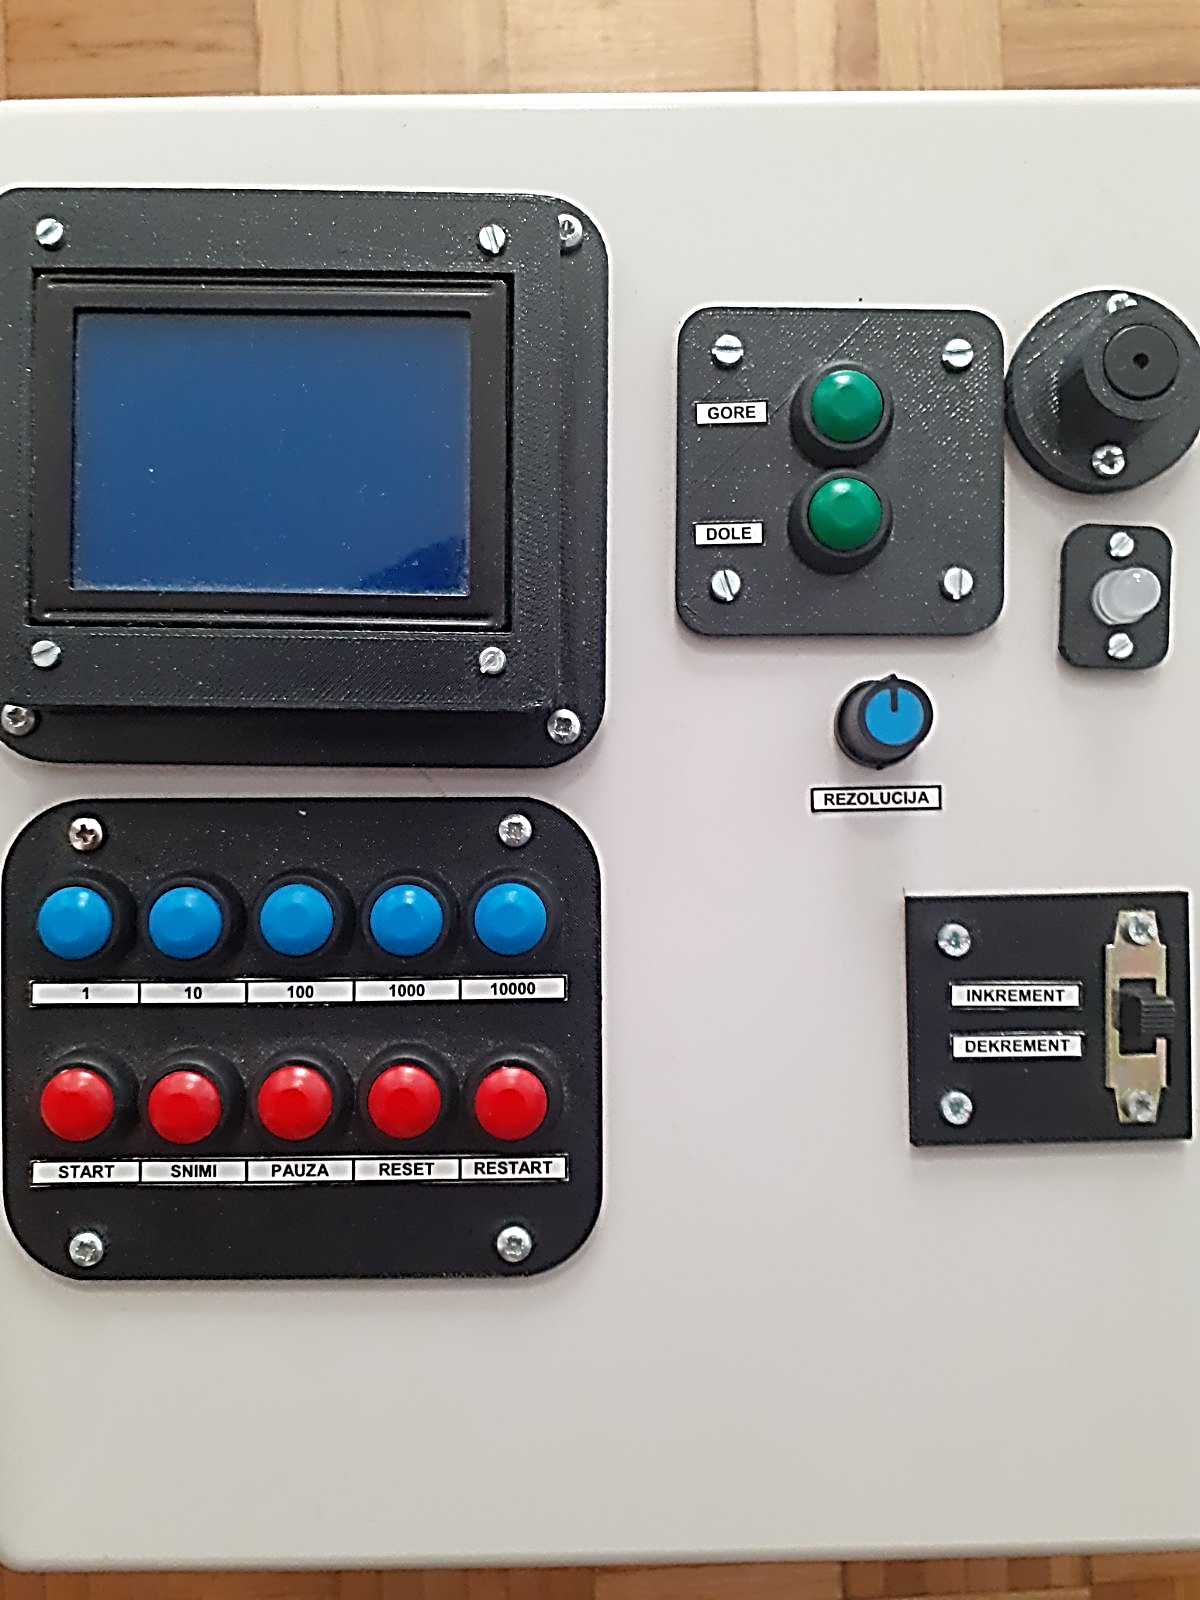 GORE
DOLE
REZOLUCIJA
1 10 100 1000 10000
INKREMENT
DEKREMENT
START SNIMI PAUZA RESET RESTART